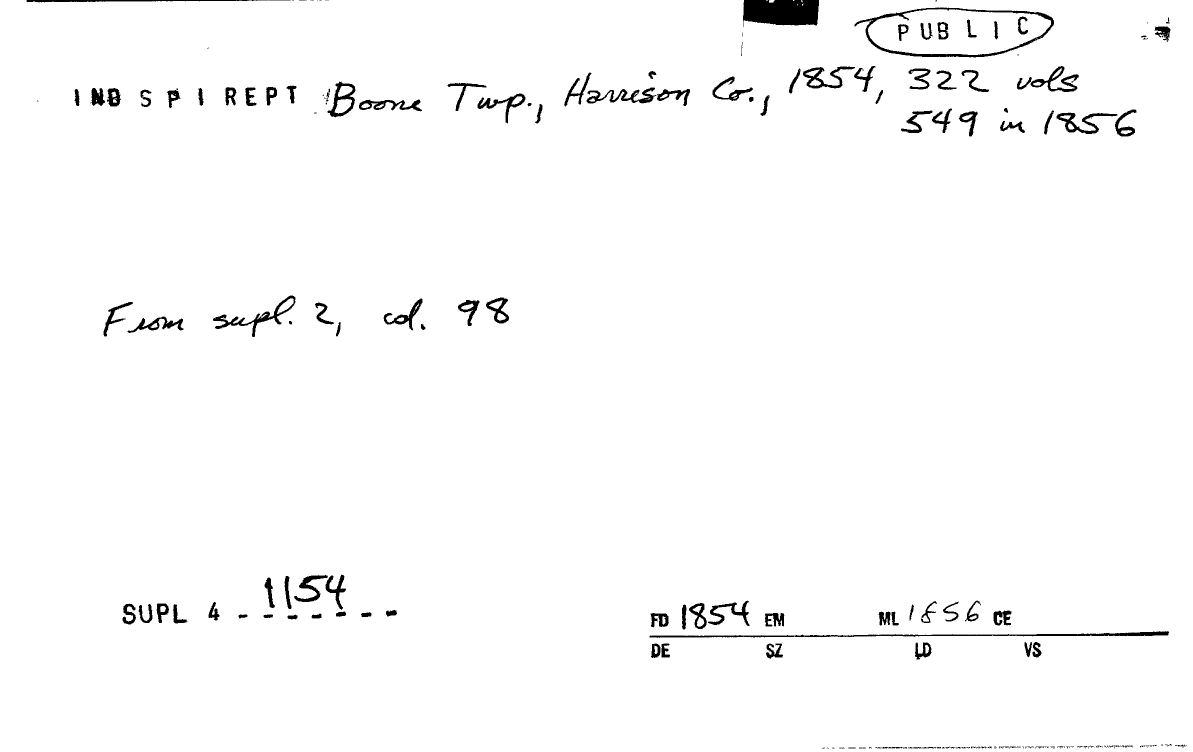 PUBLIC
IND SPI REPT Boone Twp., Harrison Co., 1854, 322 vols
549 in 1856
From supl. 2, col. 98
SUPL 4 - 1154 - -
FD 1854 EM ML 1856 CE
DE SZ LD VS